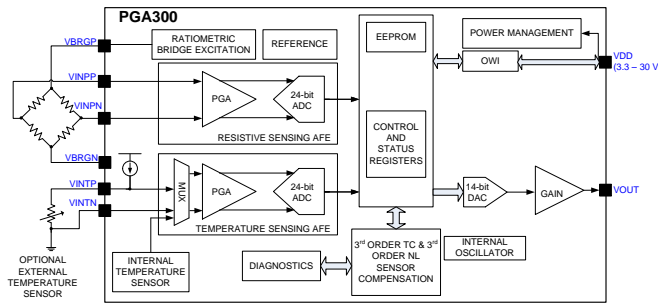 PGA300
VBRGP
RATIOMETRIC
BRIDGE EXCITATION
REFERENCE
EEPROM
POWER MANAGEMENT
OWI
VDD
(3.3 – 30 V
VINPP
VINPN
PGA
24-bit
ADC
RESISTIVE SENSING AFE
CONTROL
AND
STATUS
REGISTERS
VBRGN
VINTP
VINTN
MUX
PGA
24-bit
ADC
TEMPERATURE SENSING AFE
14-bit
DAC
GAIN
VOUT
OPTIONAL
EXTERNAL
TEMPERATURE
SENSOR
INTERNAL
TEMPERATURE
SENSOR
DIAGNOSTICS
3rd ORDER TC & 3rd
ORDER NL
SENSOR
COMPENSATION
INTERNAL
OSCILLATOR